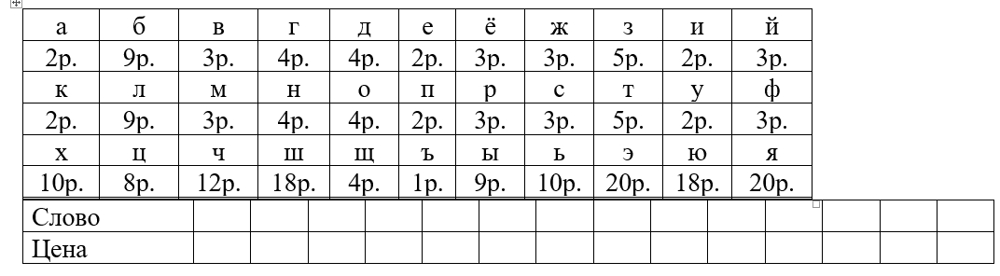 а б в г д е ё ж з и й
2р. 9р. 3р. 4р. 4р. 2р. 3р. 3р. 5р. 2р. 3р.
к л м н о п р с т у ф
2р. 9р. 3р. 4р. 4р. 2р. 3р. 3р. 5р. 2р. 3р.
х ц ч ш щ ъ ы ь э ю я
10р. 8р. 12р. 18р. 4р. 1р. 9р. 10р. 20р. 18р. 20р.
Слово
Цена